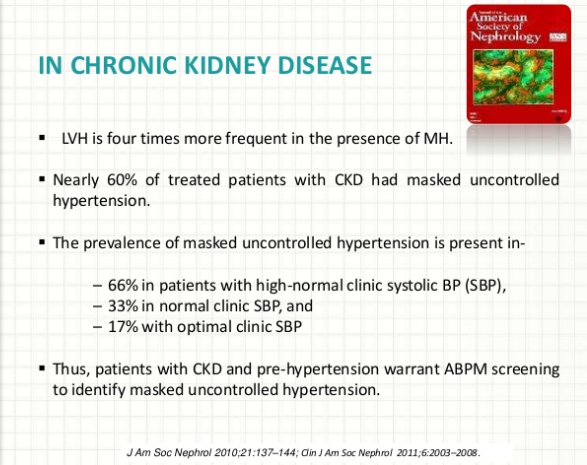 American
Society of
Nephrology
IN CHRONIC KIDNEY DISEASE
▪ LVH is four times more frequent in the presence of MH.
▪ Nearly 60% of treated patients with CKD had masked uncontrolled
hypertension.
▪ The prevalence of masked uncontrolled hypertension is present in-
– 66% in patients with high-normal clinic systolic BP (SBP),
– 33% in normal clinic SBP, and
– 17% with optimal clinic SBP
▪ Thus, patients with CKD and pre-hypertension warrant ABPM screening
to identify masked uncontrolled hypertension.
J Am Soc Nephrol 2010;21:137–144; Clin J Am Soc Nephrol 2011;6:2003–2008.